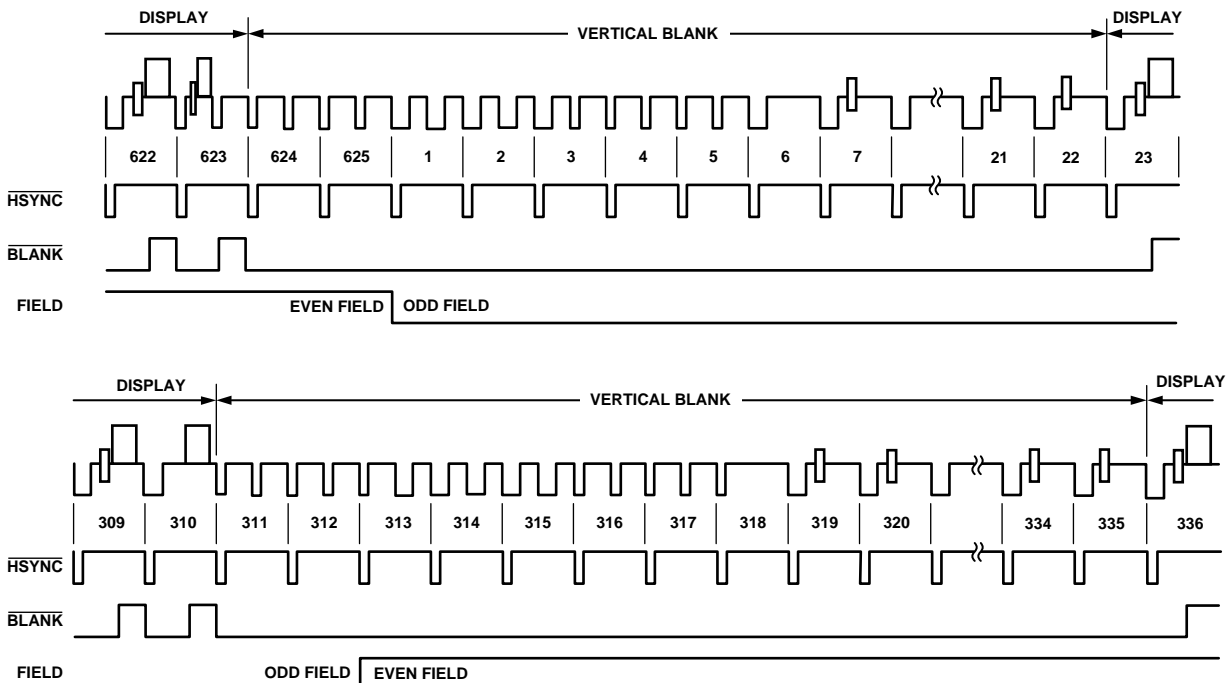 DISPLAY VERTICAL BLANK DISPLAY
622 623 624 625 1 2 3 4 5 6 7 21 22 23
HSYNC
BLANK
FIELD EVEN FIELD ODD FIELD
DISPLAY VERTICAL BLANK DISPLAY
309 310 311 312 313 314 315 316 317 318 319 320 334 335 336
HSYNC
BLANK
FIELD ODD FIELD EVEN FIELD